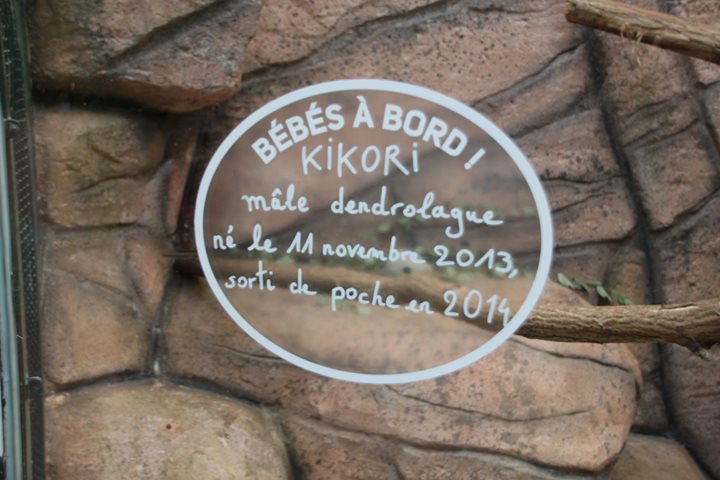 BÉBÉS À BORD !
KIKORI
mâle dendrolague
né le 11 novembre 2013,
sorti de poche en 2014